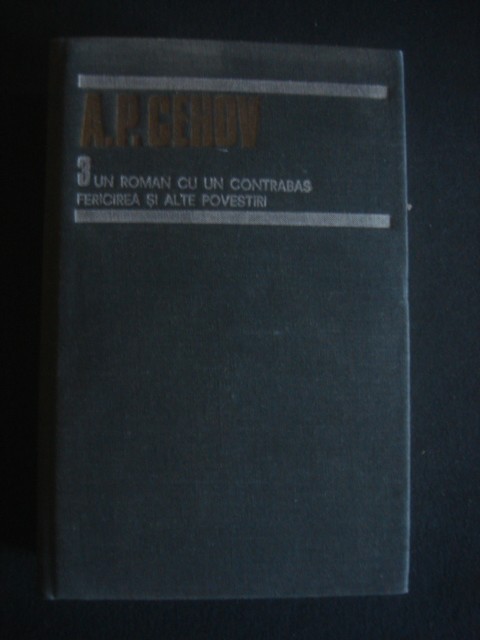 A.P. CEHOV
3 UN ROMAN CU UN CONTRABAS
FERICIREA ȘI ALTE POVESTIRI